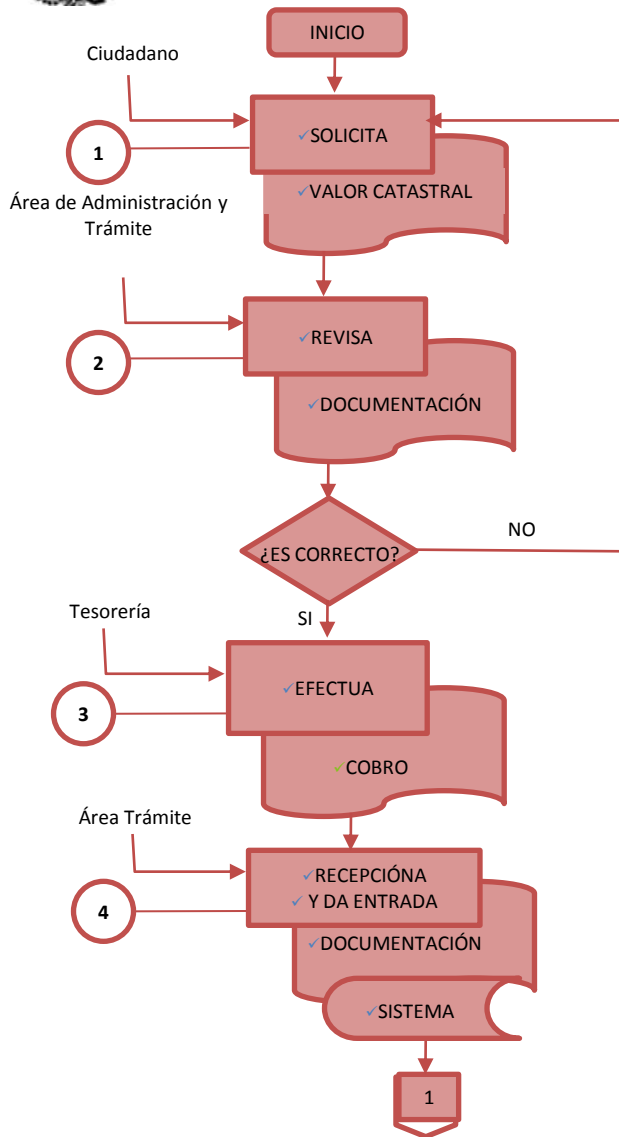 INICIO
Ciudadano
✓SOLICITA
1
✓VALOR CATASTRAL
Área de Administración y
Trámite
✓REVISA
2
✓DOCUMENTACIÓN
¿ES CORRECTO?
NO
SI
Tesorería
✓EFECTUA
3
✓COBRO
Área Trámite
✓RECEPCIÓNA
✓ Y DA ENTRADA
4
✓DOCUMENTACIÓN
✓SISTEMA
1